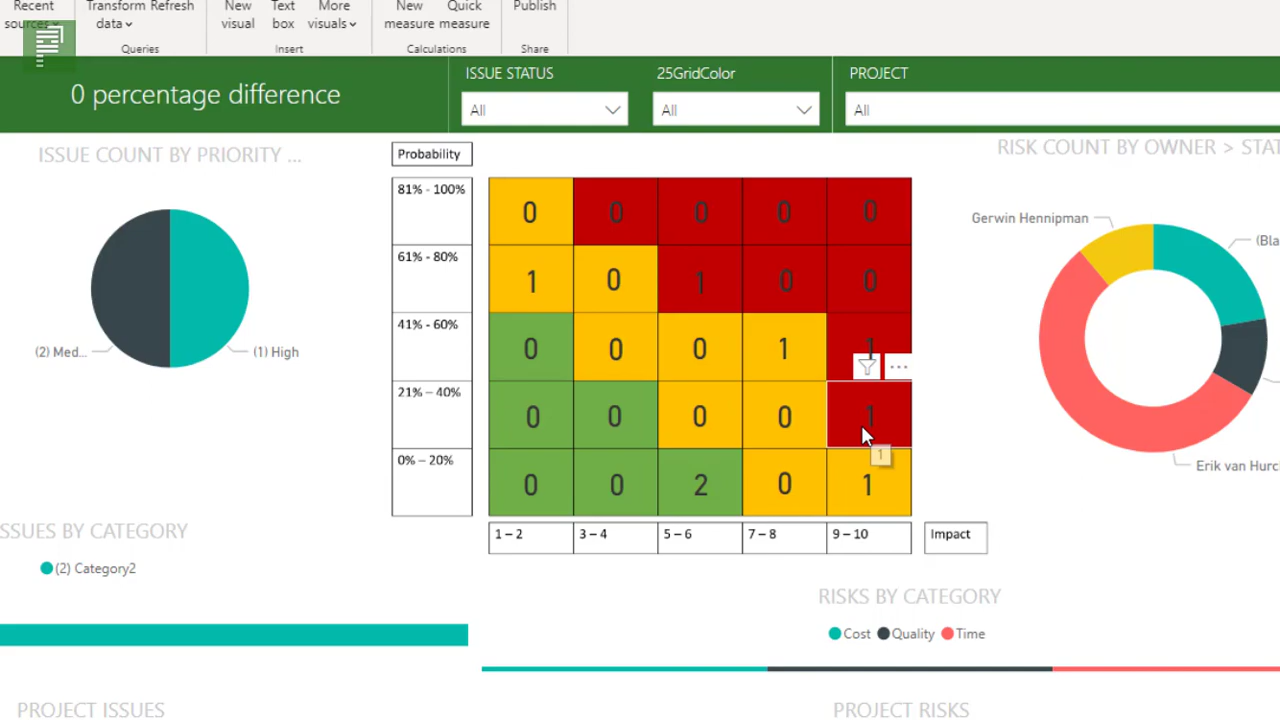 Recent
sources
Transform Refresh
data
Queries
New
visual
Text
box
More
visuals
Insert
New
measure
Quick
measure
Calculations
Publish
Share
0 percentage difference
ISSUE STATUS
All
25GridColor
All
PROJECT
All
ISSUE COUNT BY PRIORITY ...
(2) Med...
(1) High
Probability
81% - 100%
0 0 0 0 0
61% - 80%
1 0 1 0 0
41% - 60%
0 0 0 1 1
21% – 40%
0 0 0 0 1
1
0% – 20%
0 0 2 0 1
1 – 2
3 – 4
5 – 6
7 – 8
9 – 10
Impact
RISK COUNT BY OWNER > STAT
Gerwin Hennipman
(Bla
Erik van Hurc
SSUES BY CATEGORY
(2) Category2
RISKS BY CATEGORY
Cost Quality Time
PROJECT ISSUES
PROJECT RISKS